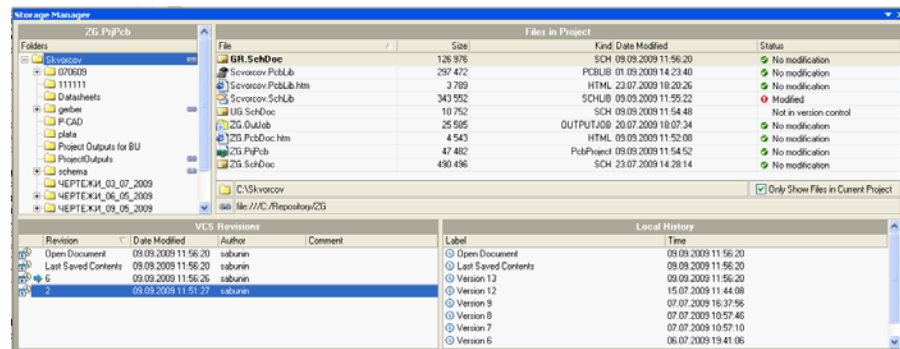 Storage Manager
ZG.PrjPcb
Files in Project
Folders
File Size Kind Date Modified Status
Skvorcov
070609
111111
Datasheets
gerber
P-CAD
plata
Project Outputs for BU
ProjectOutputs
schema
ЧЕРТЕЖИ_03_07_2009
ЧЕРТЕЖИ_06_05_2009
ЧЕРТЕЖИ_09_05_2009
GR.SchDoc 126 976 SCH 09.09.2009 11:56:20 No modification
Scvorcov.PcbLib 297 472 PCBLIB 01.09.2009 14:23:40 No modification
Scvorcov.PcbLib.htm 3 789 HTML 23.07.2009 18:20:26 No modification
Scvorcov.SchLib 343 552 SCHLIB 09.09.2009 11:55:22 Modified
UG.SchDoc 10 752 SCH 09.09.2009 11:54:48 Not in version control
ZG.OutJob 25 585 OUTPUTJOB 20.07.2009 18:07:34 No modification
ZG.PcbDoc.htm 4 543 HTML 09.09.2009 11:52:08 No modification
ZG.PrjPcb 47 482 PcbProject 09.09.2009 11:54:52 No modification
ZG.SchDoc 490 496 SCH 23.07.2009 14:28:14 No modification
C:\Skvorcov
Only Show Files in Current Project
file:///C:/Repository/ZG
VCS Revisions
Revision Date Modified Author Comment
Open Document 09.09.2009 11:56:20 sabunin
Last Saved Contents 09.09.2009 11:56:20 sabunin
6 09.09.2009 11:56:26 sabunin
2 09.09.2009 11:51:27 sabunin
Local History
Label Time
Open Document 09.09.2009 11:56:20
Last Saved Contents 09.09.2009 11:56:20
Version 13 09.09.2009 11:56:20
Version 12 15.07.2009 11:44:08
Version 9 07.07.2009 16:37:56
Version 8 07.07.2009 10:57:46
Version 7 07.07.2009 10:57:10
Version 6 06.07.2009 19:41:06